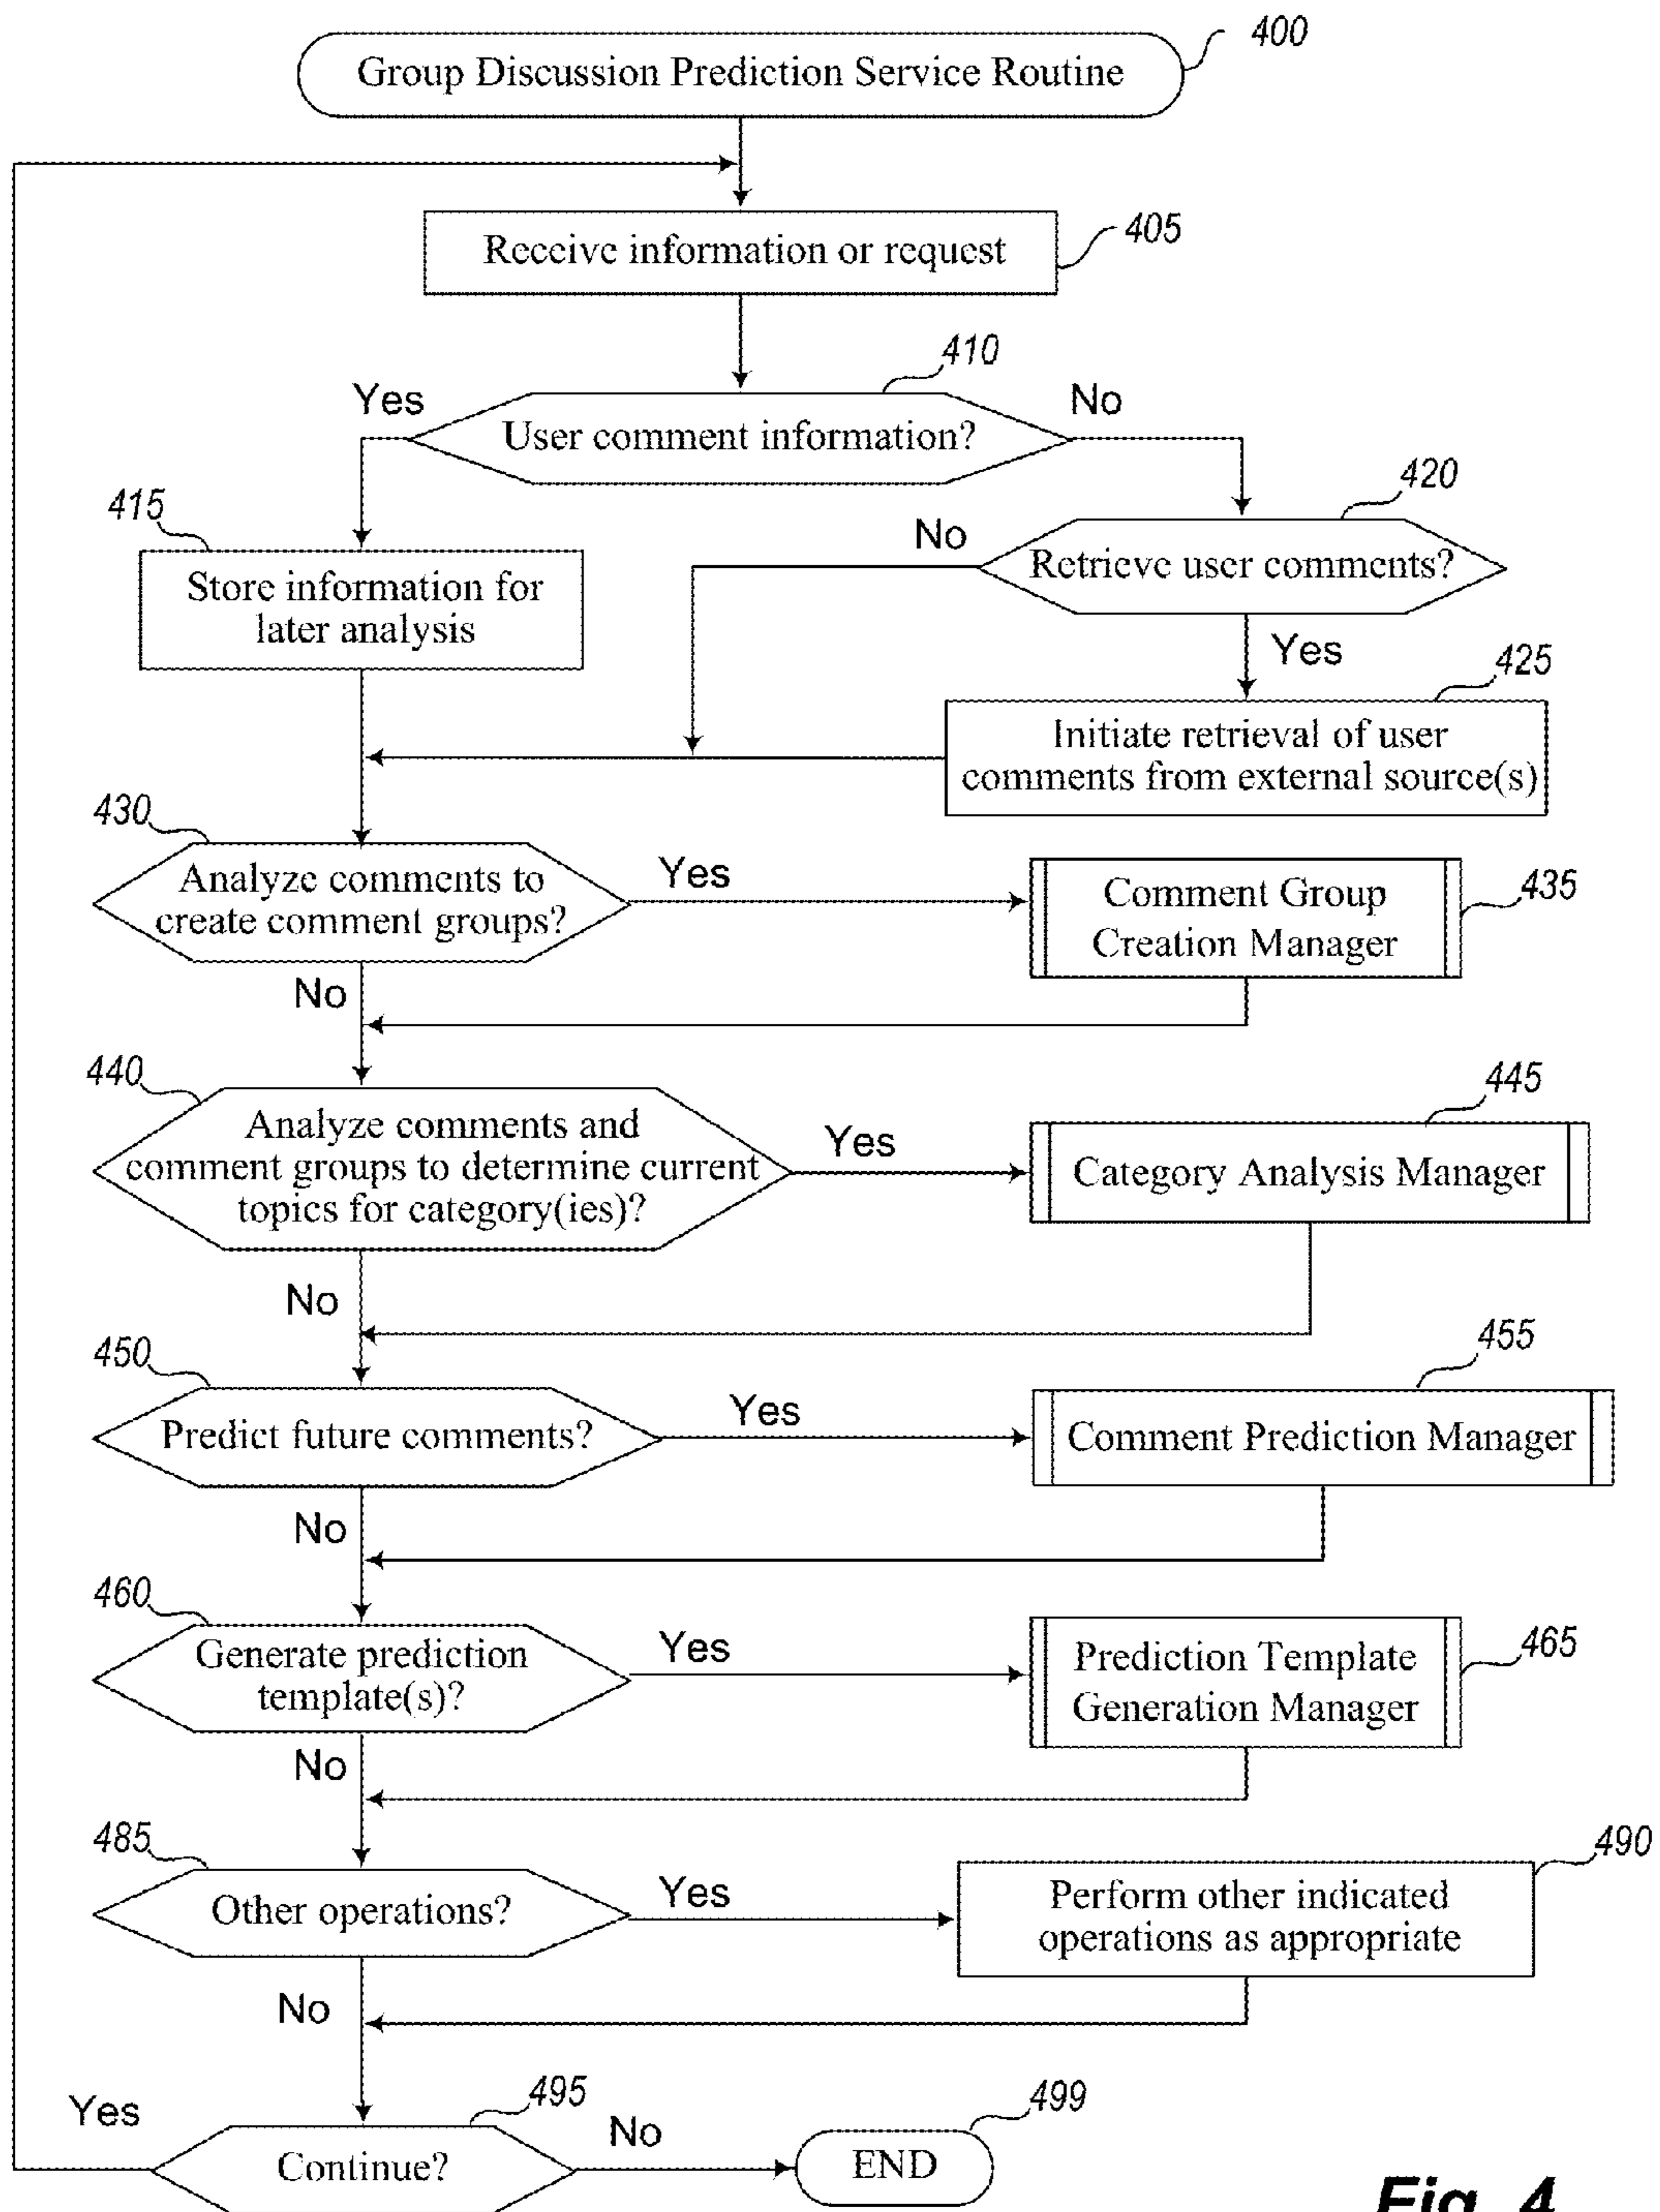 400
Group Discussion Prediction Service Routine
405
Receive information or request
410
Yes
No
User comment information?
415
420
No
Store information for
later analysis
Retrieve user comments?
Yes
425
Initiate retrieval of user
comments from external source(s)
430
Analyze comments to
create comment groups?
Yes
Comment Group
Creation Manager
435
No
440
445
Analyze comments and
comment groups to determine current
topics for category(ies)?
Yes
Category Analysis Manager
No
450
455
Predict future comments?
Yes
Comment Prediction Manager
No
460
Generate prediction
template(s)?
Yes
Prediction Template
Generation Manager
465
No
485
490
Other operations?
Yes
Perform other indicated
operations as appropriate
No
495
499
Yes
Continue?
No
END
Fig. 4